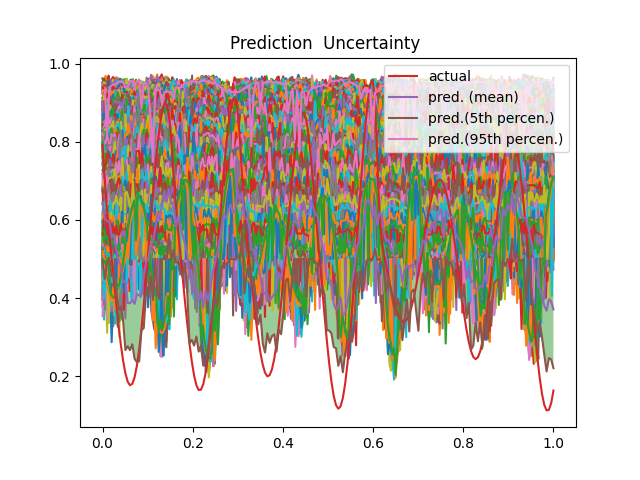 Prediction  Uncertainty
1.0
0.8
0.6
0.4
0.2
0.0
0.2
0.4
0.6
0.8
1.0
actual
pred. (mean)
pred.(5th percen.)
pred.(95th percen.)